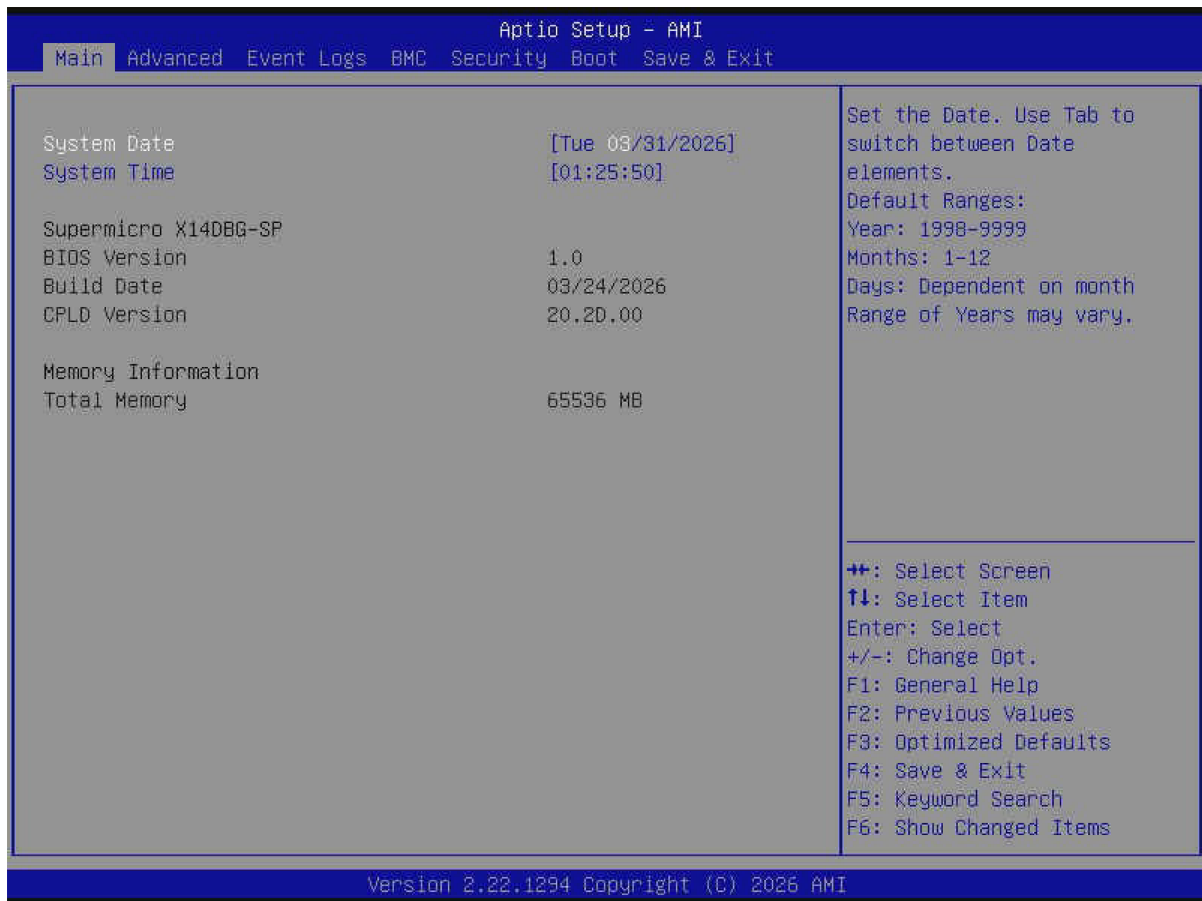 Aptio Setup - AMI
Main Advanced Event Logs BMC Security Boot Save & Exit
System Date [Tue 03/31/2026]
System Time [01:25:50]
Supermicro X14DBG-SP
BIOS Version 1.0
Build Date 03/24/2026
CPLD Version 20.2D.00
Memory Information
Total Memory 65536 MB
Set the Date. Use Tab to
switch between Date
elements.
Default Ranges:
Year: 1998-9999
Months: 1-12
Days: Dependent on month
Range of Years may vary.
→←: Select Screen
↑↓: Select Item
Enter: Select
+/-: Change Opt.
F1: General Help
F2: Previous Values
F3: Optimized Defaults
F4: Save & Exit
F5: Keyword Search
F6: Show Changed Items
Version 2.22.1294 Copyright (C) 2026 AMI